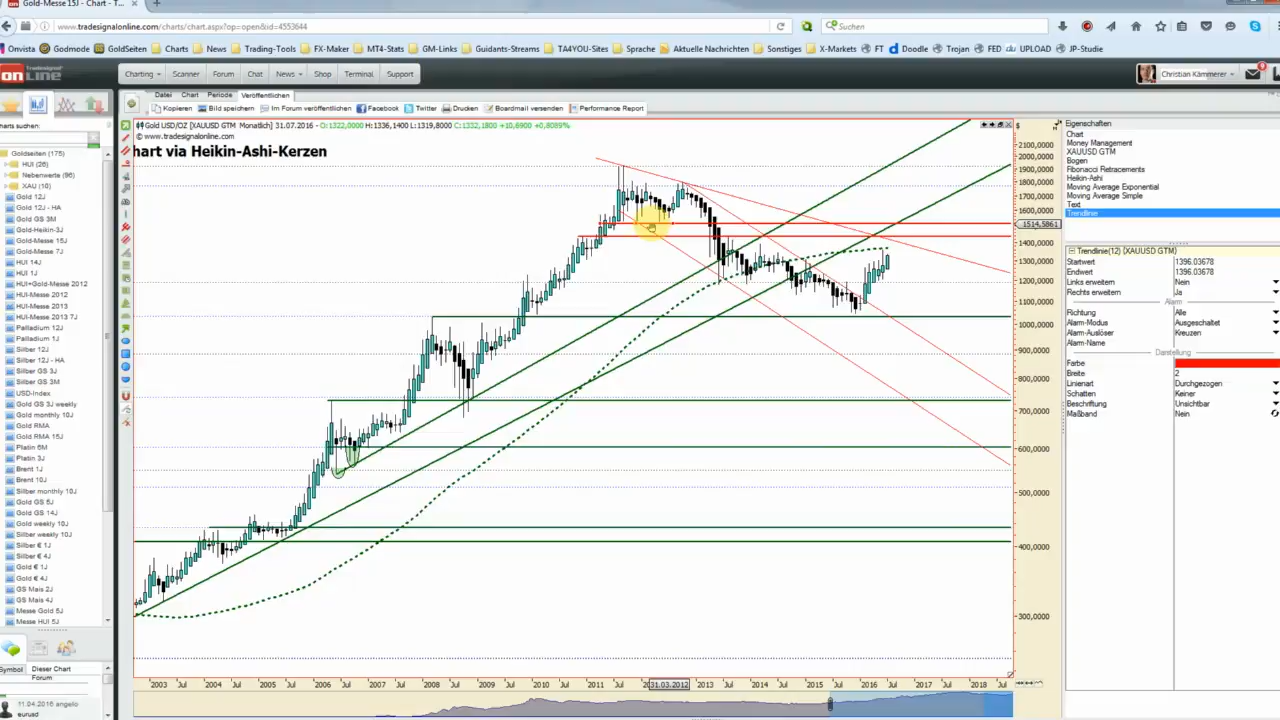 Gold-Messe 15J - Chart - T...
www.tradesignalonline.com/charts/chart.aspx?op=open&id=4553644
Suchen
Onvista Godmode GoldSeiten Charts News Trading-Tools FX-Maker MT4-Stats GM-Links Guidants-Streams TA4YOU-Sites Sprache Aktuelle Nachrichten Sonstiges X-Markets FT Doodle Trojan FED UPLOAD JP-Studie
on LINE
Charting Scanner Forum Chat News Shop Terminal Support
Christian Kämmerer
Datei Chart Periode Veröffentlichen
Kopieren Bild speichern Im Forum veröffentlichen Facebook Twitter Drucken Boardmail versenden Performance Report
Charts suchen:
Goldseiten (175)
HUI (26)
Nebenwerte (96)
XAU (10)
Gold 12J
Gold 12J - HA
Gold GS 3M
Gold-Heikin-3J
Gold-Messe 15J
Gold-Messe 7J
HUI 14J
HUI 1J
HUI+Gold-Messe 2012
HUI-Messe 2012
HUI-Messe 2013
HUI-Messe 2013 7J
Palladium 12J
Palladium 1J
Silber 12J
Silber 12J - HA
Silber GS 3J
Silber GS 3M
USD-Index
Gold GS 3J weekly
Gold monthly 10J
Gold RMA
Gold RMA 15J
Platin 6M
Platin 3J
Brent 1J
Brent 10J
Silber monthly 10J
Gold GS 5J
Gold GS 14J
Gold weekly 10J
Silber weekly 10J
Silber € 1J
Silber € 4J
Gold € 1J
Gold € 4J
GS Mais 2J
GS Mais 4J
Messe Gold 5J
Messe HUI 5J
Symbol Dieser Chart
Forum
11.04.2016 angelo
euruad
Gold USD/OZ [XAUUSD GTM Monatlich] 31.07.2016 - O:1322,0000 H:1336,1400 L:1319,8000 C:1332,1800 +10,6900 +0,8089%
© www.tradesignalonline.com
hart via Heikin-Ashi-Kerzen
$
2100,0000
2000,0000
1900,0000
1800,0000
1700,0000
1600,0000
1514,5861
1400,0000
1300,0000
1200,0000
1100,0000
1000,0000
900,0000
800,0000
700,0000
600,0000
500,0000
400,0000
300,0000
2003 Jul 2004 Jul 2005 Jul 2006 Jul 2007 Jul 2008 Jul 2009 Jul 2010 Jul 2011 Jul 31.03.2012 Jul 2013 Jul 2014 Jul 2015 Jul 2016 Jul 2017 Jul 2018 Jul
Eigenschaften
Chart
Money Management
XAUUSD GTM
Bogen
Fibonacci Retracements
Heikin-Ashi
Moving Average Exponential
Moving Average Simple
Text
Trendlinie
Trendlinie(12) (XAUUSD GTM)
Startwert 1396.03678
Endwert 1396.03678
Links erweitern Nein
Rechts erweitern Ja
Alarm
Richtung Alle
Alarm-Modus Ausgeschaltet
Alarm-Auslöser Kreuzen
Alarm-Name
Darstellung
Farbe
Breite 2
Linienart Durchgezogen
Schatten Keiner
Beschriftung Unsichtbar
Maßband Nein